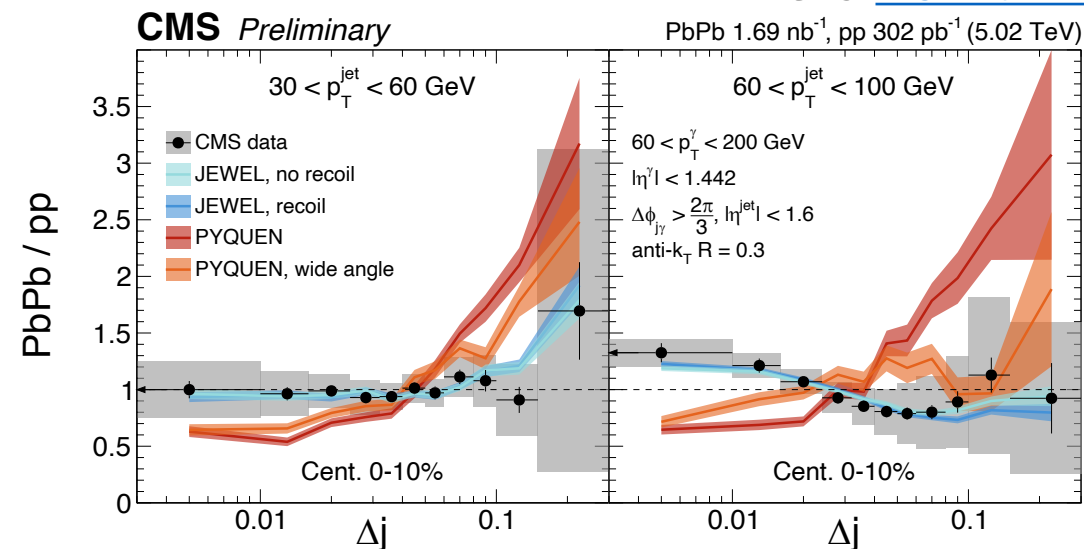 CMS Preliminary
PbPb 1.69 nb⁻¹, pp 302 pb⁻¹ (5.02 TeV)
PbPb / pp
3.5
3
2.5
2
1.5
1
0.5
0
30 < p_T^jet < 60 GeV
CMS data
JEWEL, no recoil
JEWEL, recoil
PYQUEN
PYQUEN, wide angle
Cent. 0-10%
0.01
0.1
Δj
60 < p_T^jet < 100 GeV
60 < p_T^γ < 200 GeV
|η^γ| < 1.442
Δφ_jγ > 2π/3, |η^jet| < 1.6
anti-k_T R = 0.3
Cent. 0-10%
0.01
0.1
Δj